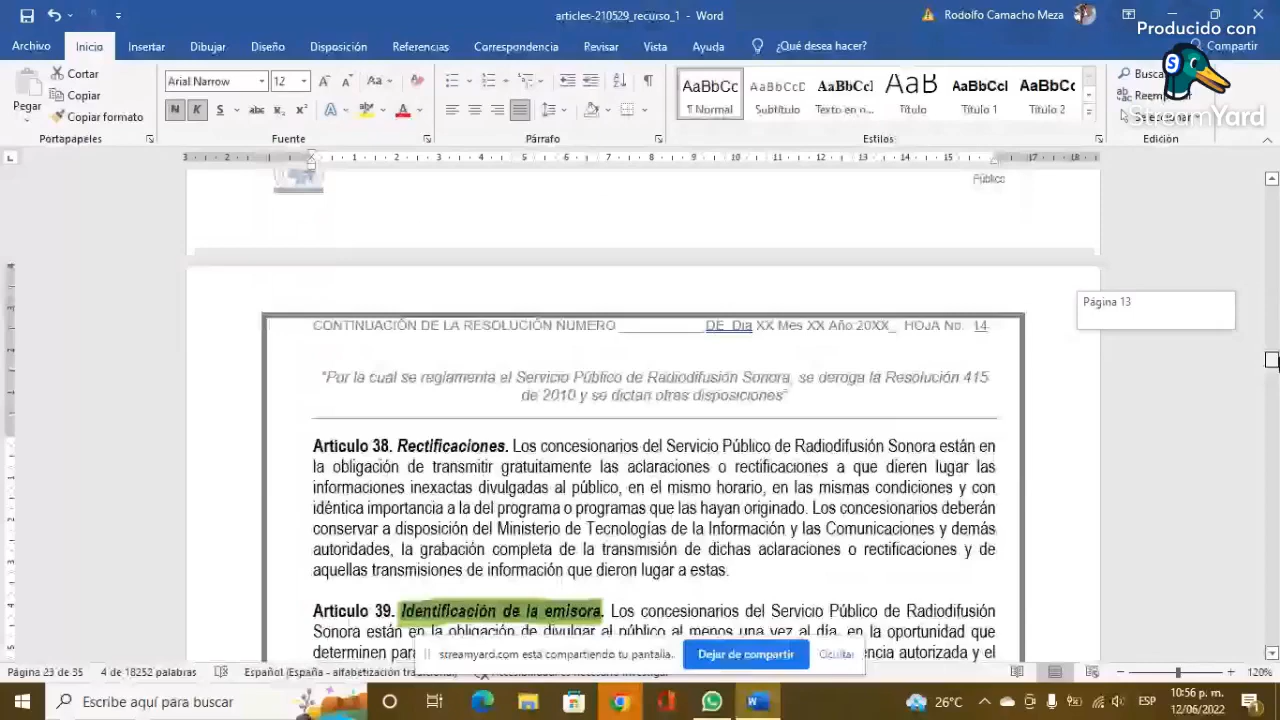 articles-210529_recurso_1 - Word
Rodolfo Camacho Meza
Producido con
StreamYard
Archivo Inicio Insertar Dibujar Diseño Disposición Referencias Correspondencia Revisar Vista Ayuda ¿Qué desea hacer? Compartir
Pegar
Cortar
Copiar
Copiar formato
Arial Narrow 12
N K S abc x₂ x²
AaBbCc AaBbCcD AaBbCcI AaB AaBbCcI AaBbCc
¶ Normal Subtítulo Texto en o... Título Título 1 Título 2
Portapapeles Fuente Párrafo Estilos Edición
Público
Página 13
CONTINUACIÓN DE LA RESOLUCIÓN NÚMERO ___________ DE Día XX Mes XX Año 20XX_ HOJA No. 14
"Por la cual se reglamenta el Servicio Público de Radiodifusión Sonora, se deroga la Resolución 415
de 2010 y se dictan otras disposiciones"
Artículo 38. Rectificaciones. Los concesionarios del Servicio Público de Radiodifusión Sonora están en
la obligación de transmitir gratuitamente las aclaraciones o rectificaciones a que dieren lugar las
informaciones inexactas divulgadas al público, en el mismo horario, en las mismas condiciones y con
idéntica importancia a la del programa o programas que las hayan originado. Los concesionarios deberán
conservar a disposición del Ministerio de Tecnologías de la Información y las Comunicaciones y demás
autoridades, la grabación completa de la transmisión de dichas aclaraciones o rectificaciones y de
aquellas transmisiones de información que dieron lugar a estas.
Artículo 39. Identificación de la emisora. Los concesionarios del Servicio Público de Radiodifusión
Sonora están en la obligación de divulgar al público al menos una vez al día, en la oportunidad que
determinen
streamyard.com está compartiendo tu pantalla. Dejar de compartir Ocultar
autorizada y el
Página 23 de 35 4 de 18252 palabras Español (España - alfabetización tradicional) 120%
Escribe aquí para buscar
26°C
ESP
10:56 p. m.
12/06/2022